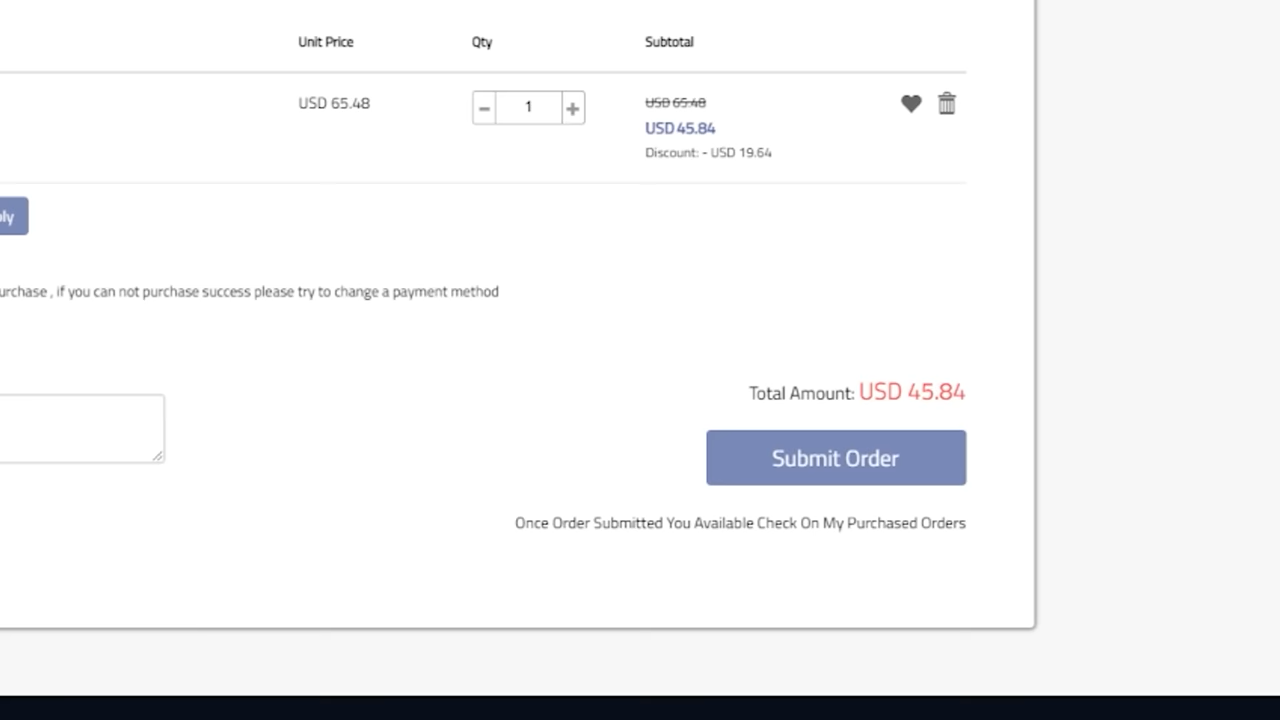 Unit Price Qty Subtotal
USD 65.48 1 USD 65.48
USD 45.84
Discount: - USD 19.64
if you can not purchase success please try to change a payment method
Total Amount: USD 45.84
Submit Order
Once Order Submitted You Available Check On My Purchased Orders